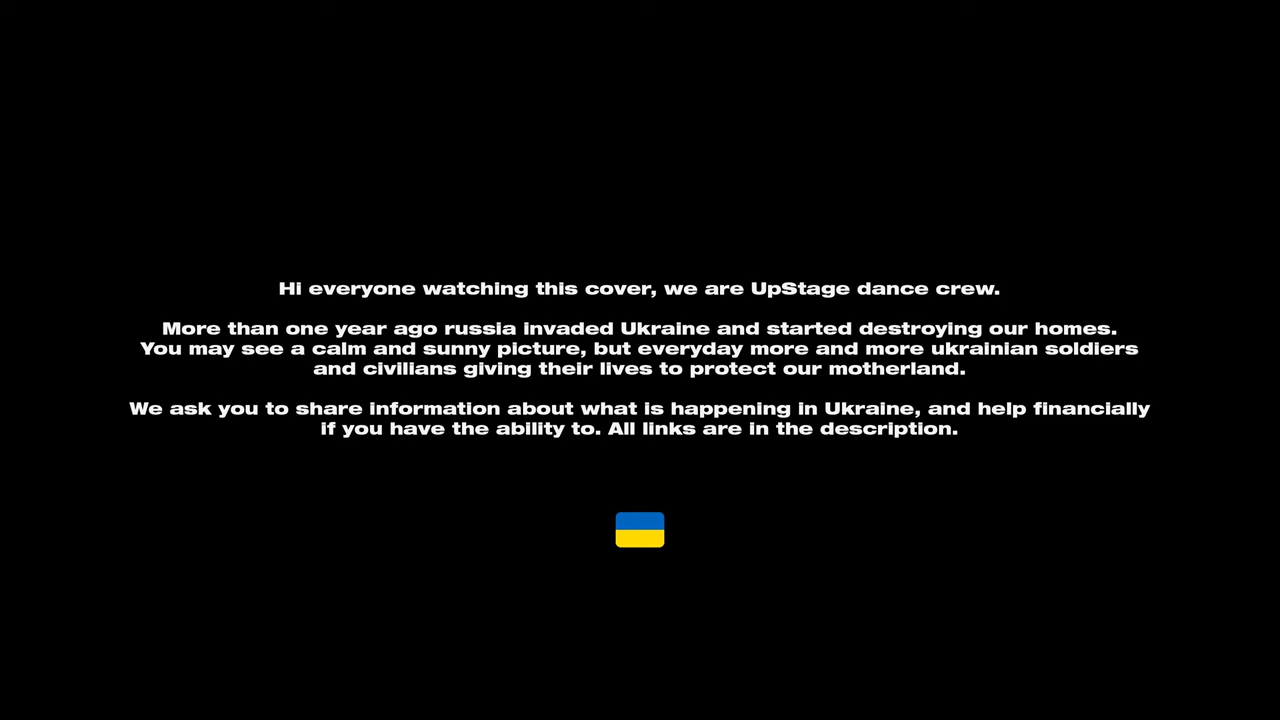 Hi everyone watching this cover, we are UpStage dance crew.
More than one year ago russia invaded Ukraine and started destroying our homes.
You may see a calm and sunny picture, but everyday more and more ukrainian soldiers
and civilians giving their lives to protect our motherland.
We ask you to share information about what is happening in Ukraine, and help financially
if you have the ability to. All links are in the description.